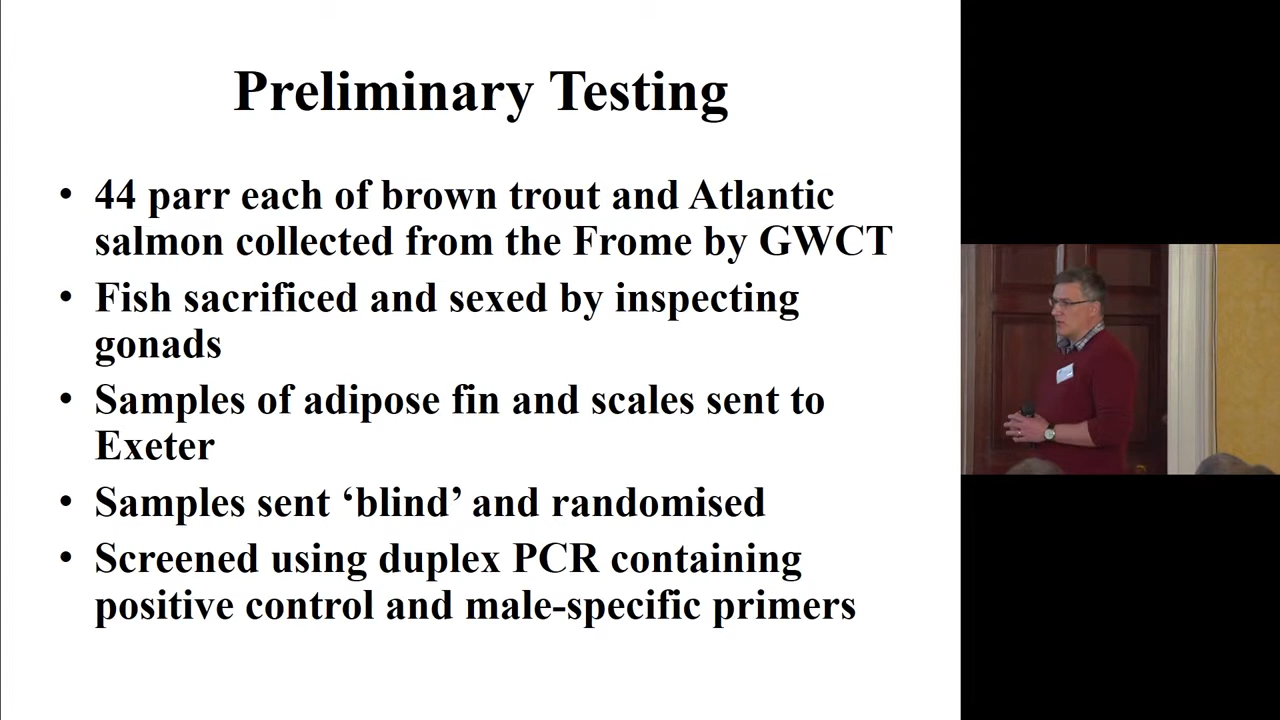 Preliminary Testing
• 44 parr each of brown trout and Atlantic
salmon collected from the Frome by GWCT
• Fish sacrificed and sexed by inspecting
gonads
• Samples of adipose fin and scales sent to
Exeter
• Samples sent ‘blind’ and randomised
• Screened using duplex PCR containing
positive control and male-specific primers